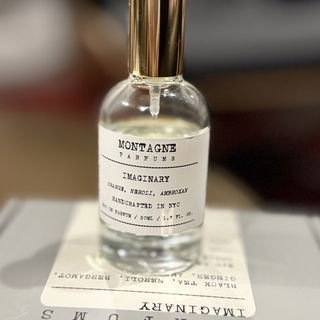 MONTAGNE
PARFUMS
IMAGINARY
ORANGE, NEROLI, AMBROXAN
HANDCRAFTED IN NYC
EAU DE PARFUM / 50ML / 1.7 FL. OZ.
GINGER,
BLACK TEA, NEROLI, BERGAMOT,
IMAGINARY